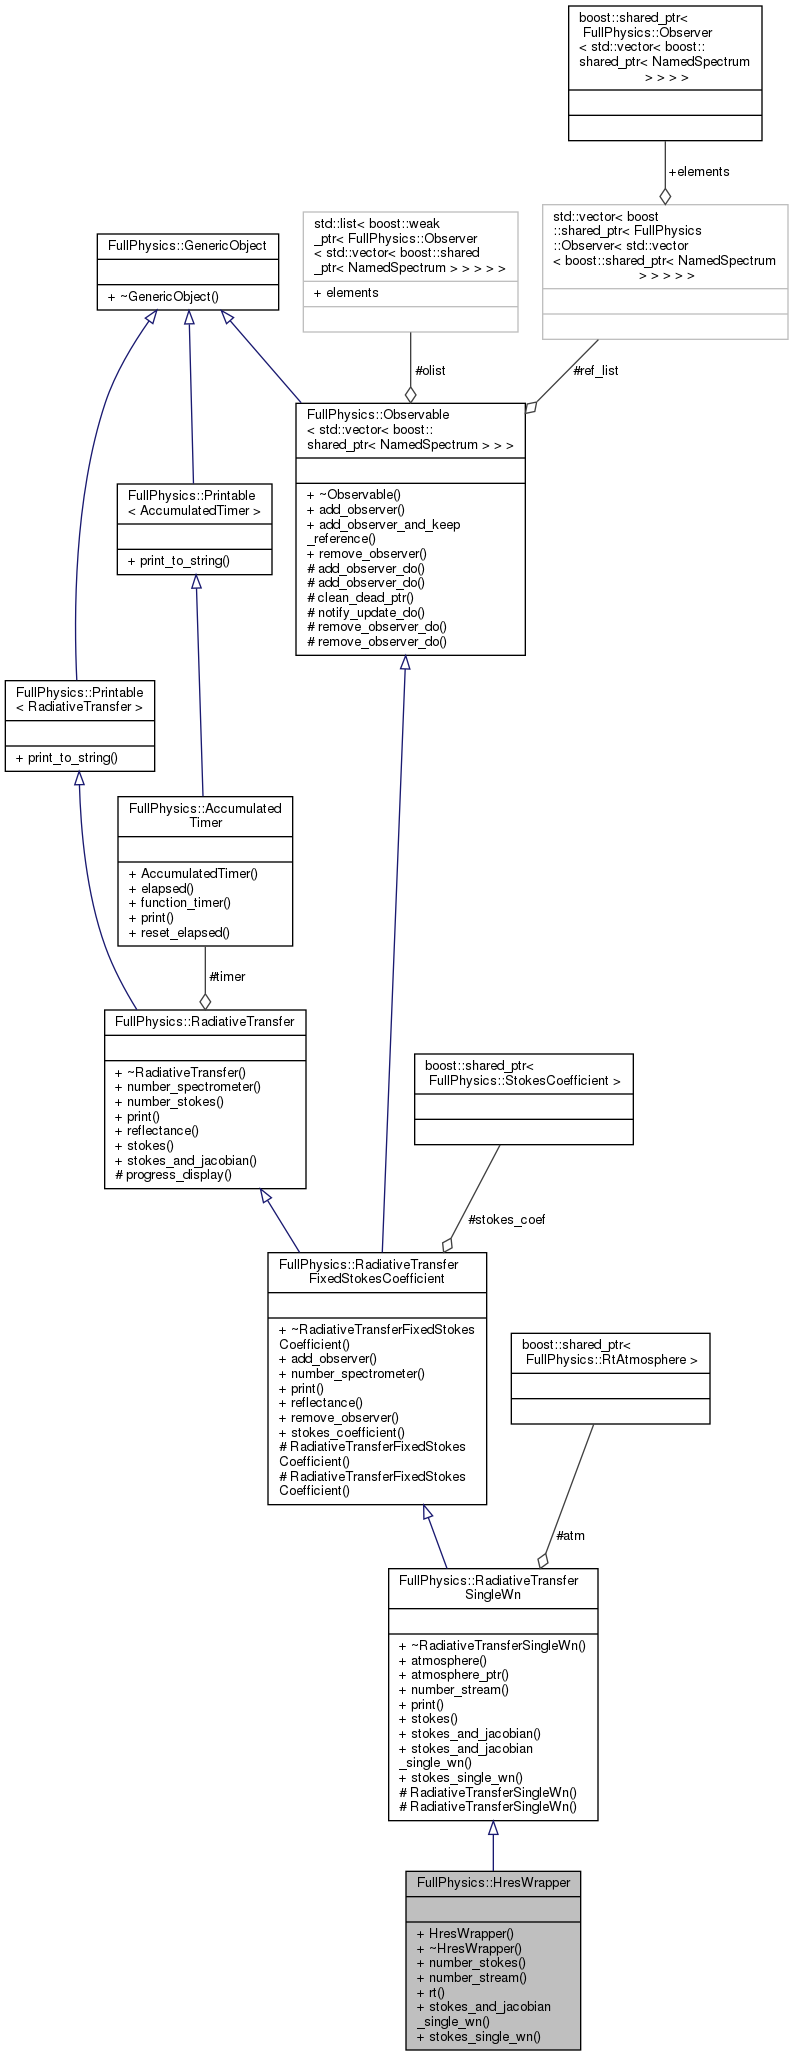 boost::shared_ptr<
FullPhysics::Observer
< std::vector< boost::
shared_ptr< NamedSpectrum
> > > >
+elements
std::vector< boost
::shared_ptr< FullPhysics
::Observer< std::vector
< boost::shared_ptr< NamedSpectrum
> > > > >
std::list< boost::weak
_ptr< FullPhysics::Observer
< std::vector< boost::shared
_ptr< NamedSpectrum > > > > >
+ elements
FullPhysics::GenericObject
+ ~GenericObject()
#olist
#ref_list
FullPhysics::Observable
< std::vector< boost::
shared_ptr< NamedSpectrum > > >
+ ~Observable()
+ add_observer()
+ add_observer_and_keep
_reference()
+ remove_observer()
# add_observer_do()
# add_observer_do()
# clean_dead_ptr()
# notify_update_do()
# remove_observer_do()
# remove_observer_do()
FullPhysics::Printable
< AccumulatedTimer >
+ print_to_string()
FullPhysics::Printable
< RadiativeTransfer >
+ print_to_string()
FullPhysics::Accumulated
Timer
+ AccumulatedTimer()
+ elapsed()
+ function_timer()
+ print()
+ reset_elapsed()
#timer
FullPhysics::RadiativeTransfer
+ ~RadiativeTransfer()
+ number_spectrometer()
+ number_stokes()
+ print()
+ reflectance()
+ stokes()
+ stokes_and_jacobian()
# progress_display()
boost::shared_ptr<
FullPhysics::StokesCoefficient >
#stokes_coef
FullPhysics::RadiativeTransfer
FixedStokesCoefficient
+ ~RadiativeTransferFixedStokes
Coefficient()
+ add_observer()
+ number_spectrometer()
+ print()
+ reflectance()
+ remove_observer()
+ stokes_coefficient()
# RadiativeTransferFixedStokes
Coefficient()
# RadiativeTransferFixedStokes
Coefficient()
boost::shared_ptr<
FullPhysics::RtAtmosphere >
#atm
FullPhysics::RadiativeTransfer
SingleWn
+ ~RadiativeTransferSingleWn()
+ atmosphere()
+ atmosphere_ptr()
+ number_stream()
+ print()
+ stokes()
+ stokes_and_jacobian()
+ stokes_and_jacobian
_single_wn()
+ stokes_single_wn()
# RadiativeTransferSingleWn()
# RadiativeTransferSingleWn()
FullPhysics::HresWrapper
+ HresWrapper()
+ ~HresWrapper()
+ number_stokes()
+ number_stream()
+ rt()
+ stokes_and_jacobian
_single_wn()
+ stokes_single_wn()